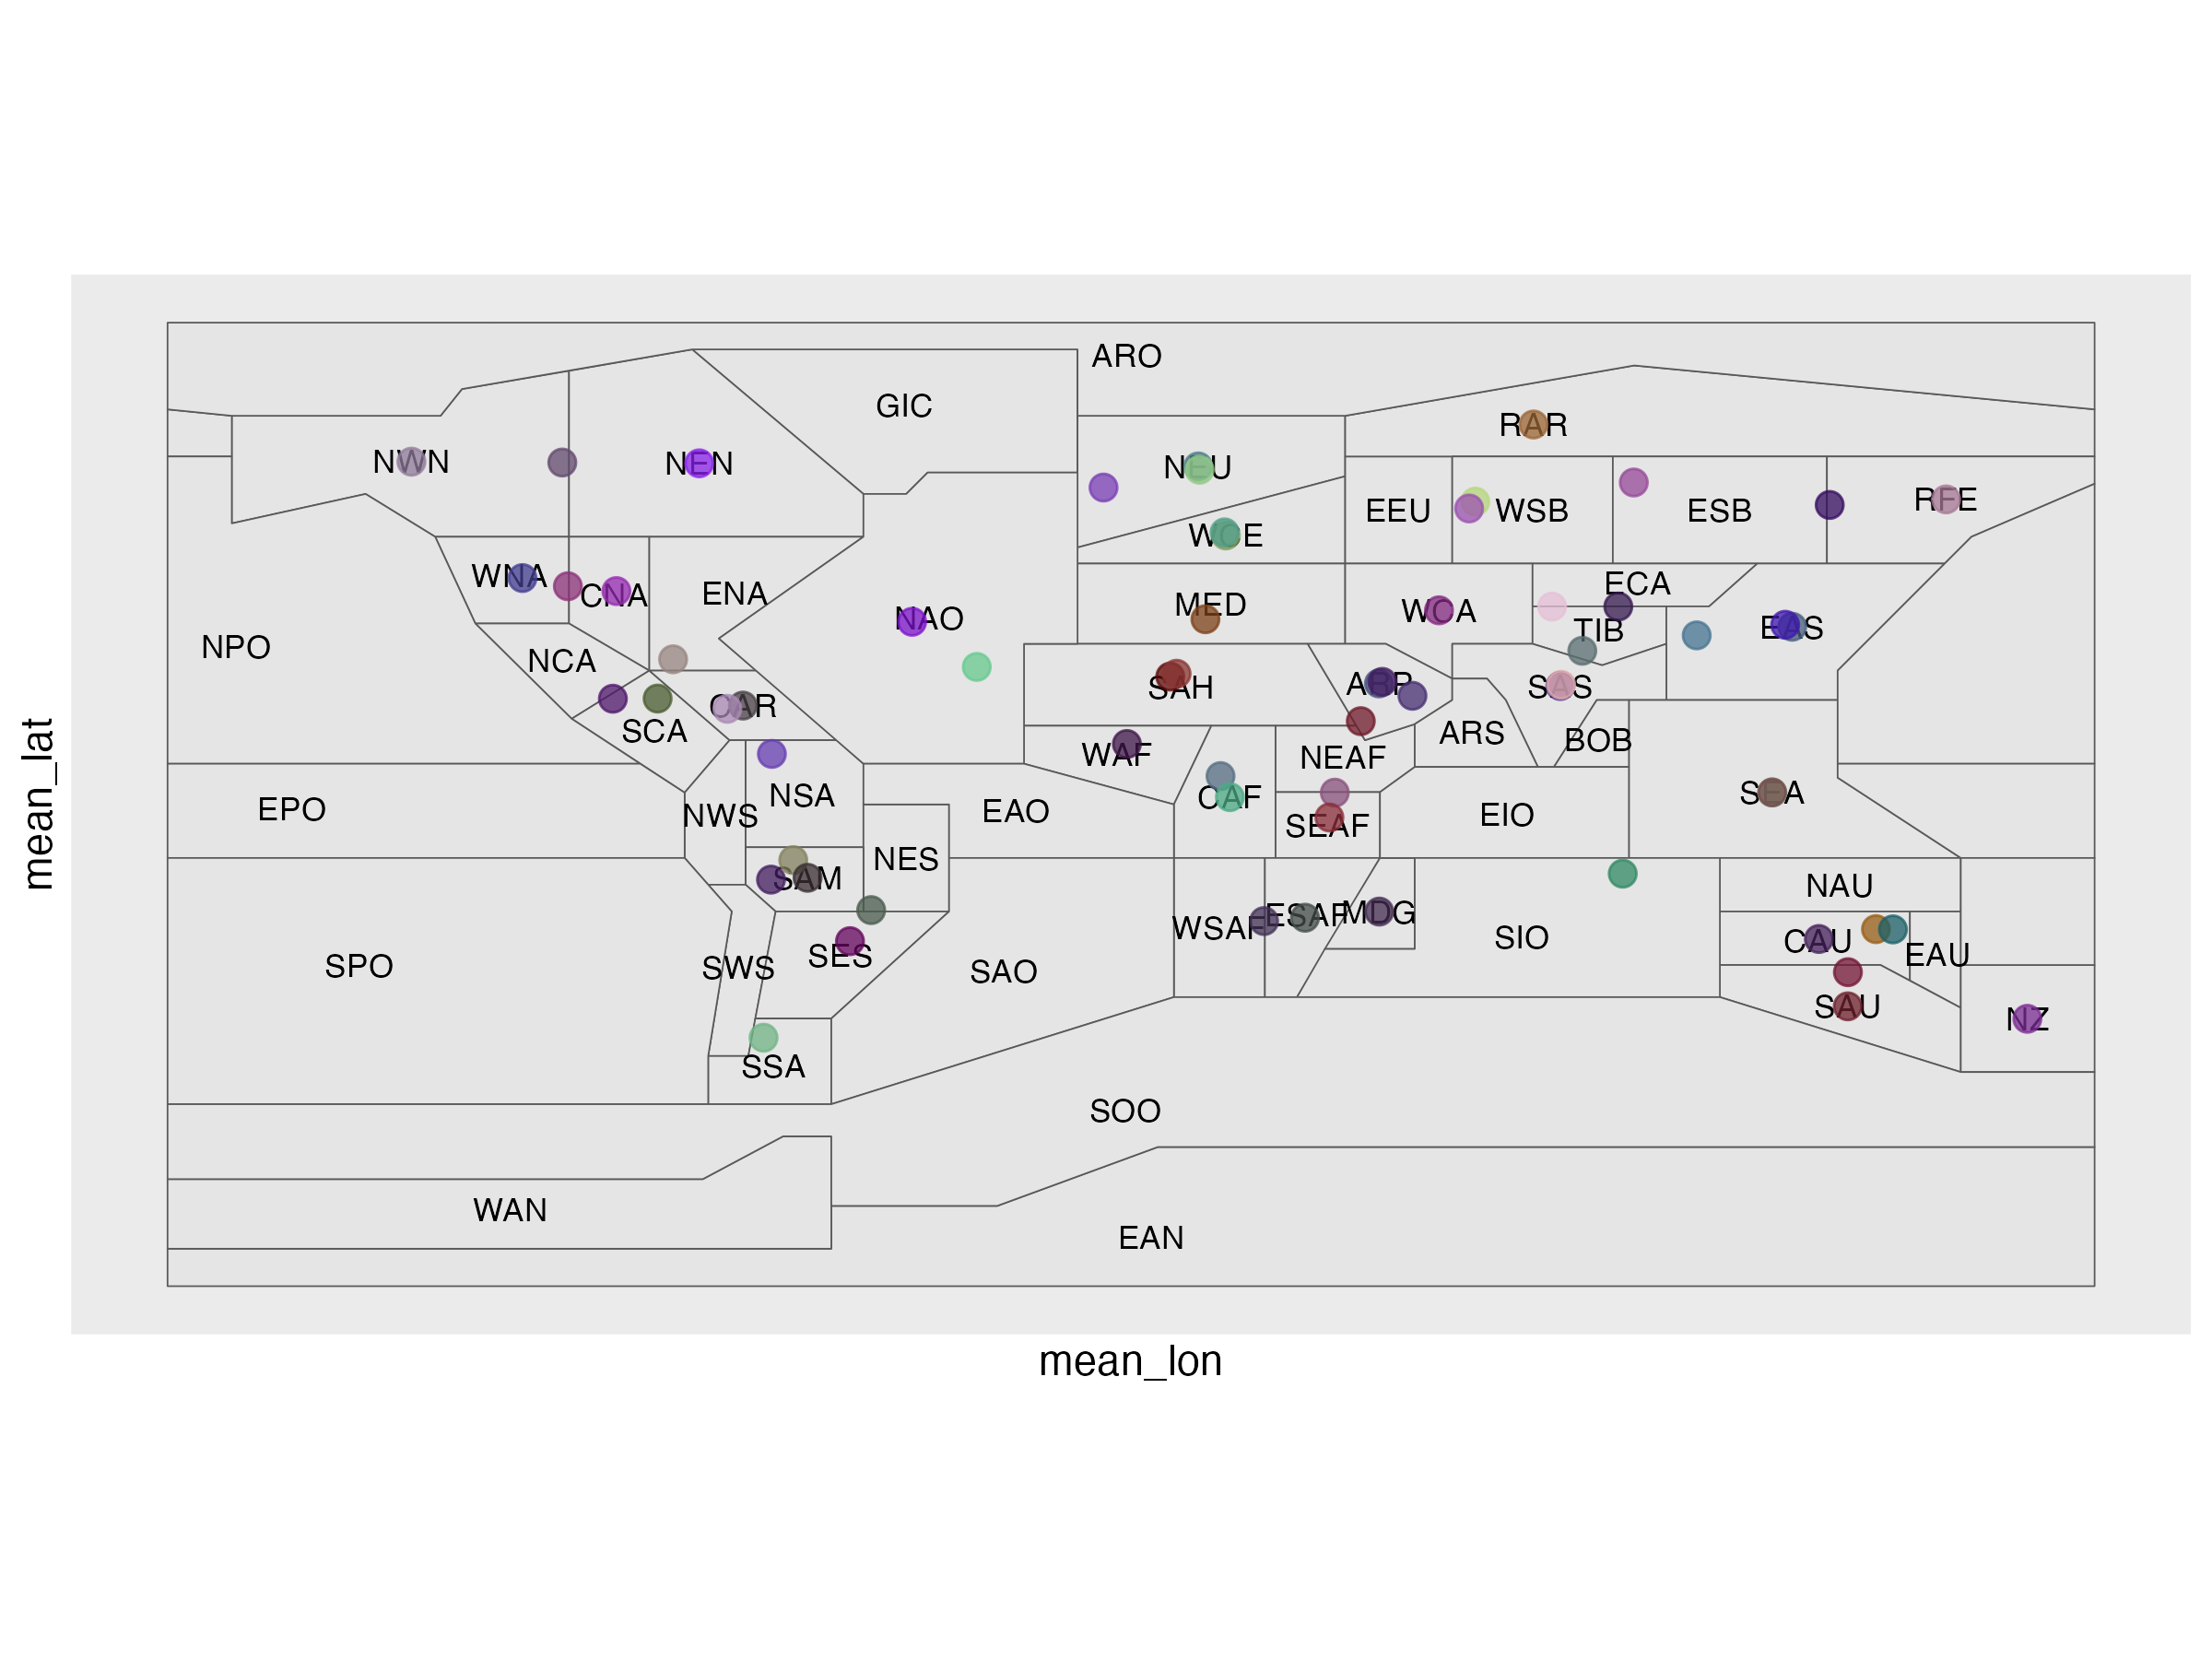 ARO
GIC
RAR
NWN
NEN
NEU
RFE
EEU
WSB
ESB
WCE
WNA
CNA
ENA
ECA
MED
WCA
NAO
TIB
EAS
NPO
NCA
SAH
ARP
SAS
CAR
SCA
ARS
BOB
WAF
NEAF
NSA
CAF
SEA
EPO
NWS
EAO
SEAF
EIO
NES
SAM
NAU
WSAF
ESAF
MDG
SIO
CAU
EAU
SES
SPO
SWS
SAO
SAU
NZ
SSA
SOO
WAN
EAN
mean_lat
mean_lon